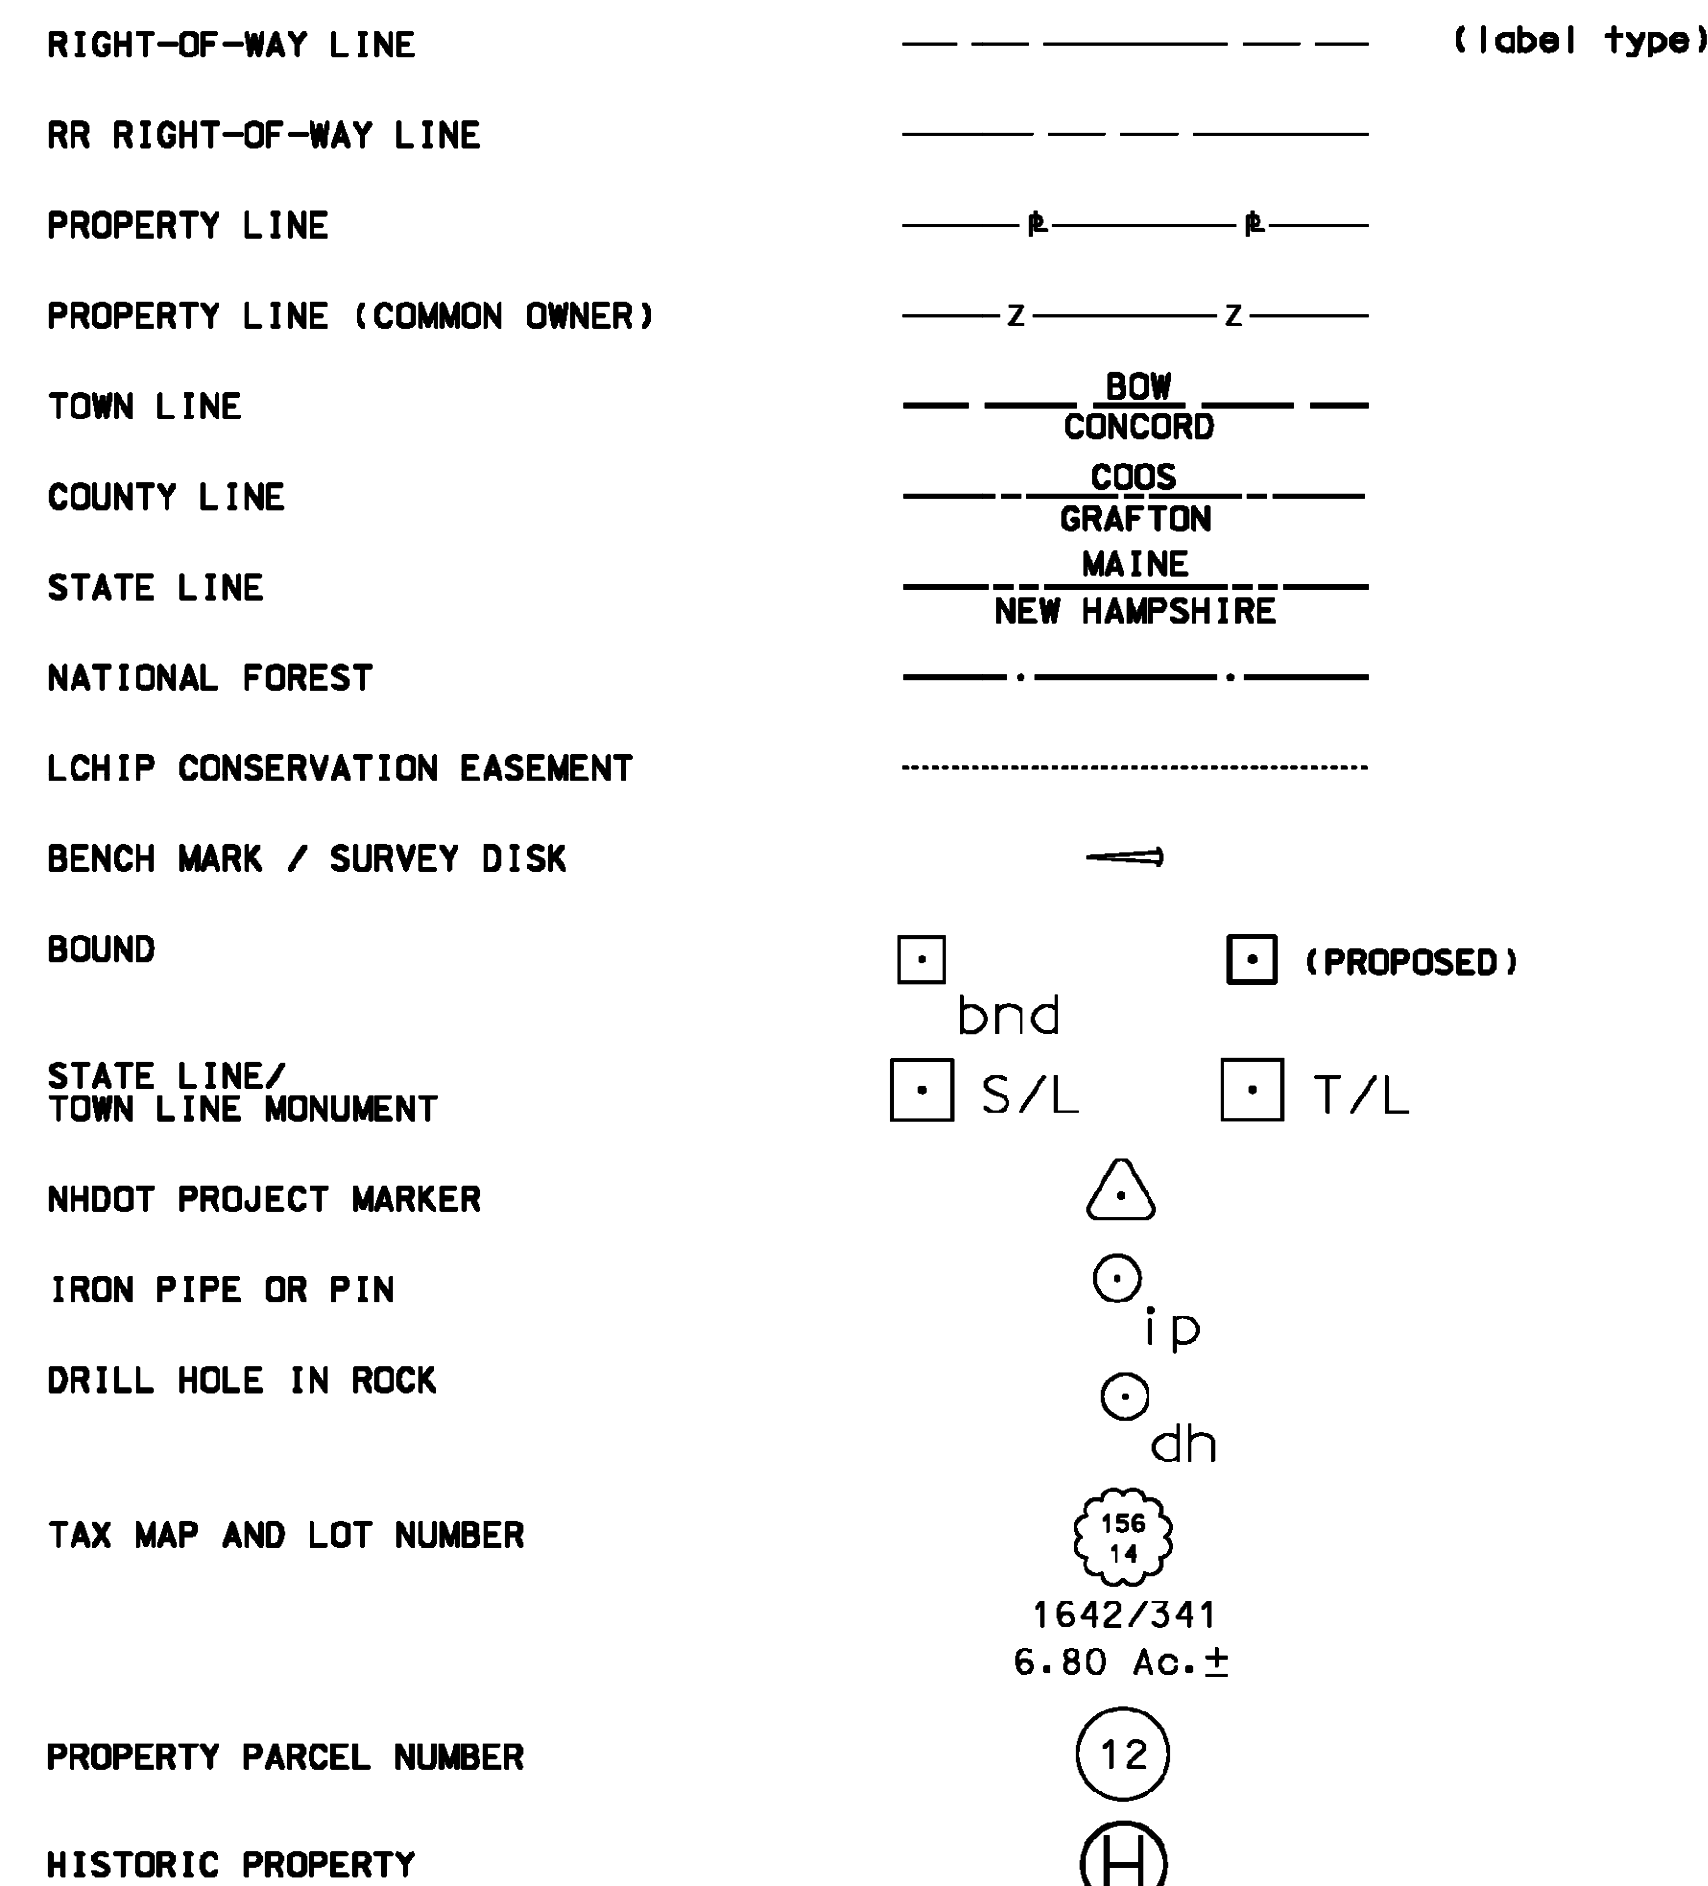 RIGHT-OF-WAY LINE (label type)
RR RIGHT-OF-WAY LINE
PROPERTY LINE ℙL ℙL
PROPERTY LINE (COMMON OWNER) Z Z
TOWN LINE BOW
CONCORD
COUNTY LINE COOS
GRAFTON
STATE LINE MAINE
NEW HAMPSHIRE
NATIONAL FOREST
LCHIP CONSERVATION EASEMENT
BENCH MARK / SURVEY DISK
BOUND (PROPOSED)
bnd
STATE LINE/
TOWN LINE MONUMENT S/L T/L
NHDOT PROJECT MARKER
IRON PIPE OR PIN
ip
DRILL HOLE IN ROCK
dh
TAX MAP AND LOT NUMBER 156
14
1642/341
6.80 Ac.±
PROPERTY PARCEL NUMBER 12
HISTORIC PROPERTY H